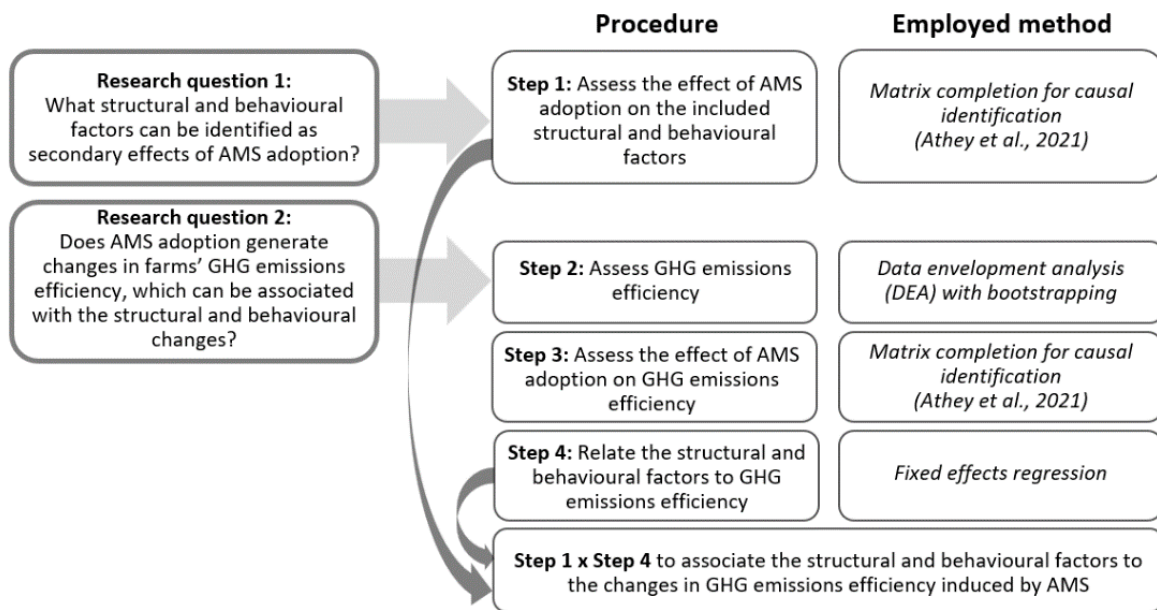 Procedure
Employed method
Research question 1:
What structural and behavioural
factors can be identified as
secondary effects of AMS adoption?
Step 1: Assess the effect of AMS
adoption on the included
structural and behavioural
factors
Matrix completion for causal
identification
(Athey et al., 2021)
Research question 2:
Does AMS adoption generate
changes in farms’ GHG emissions
efficiency, which can be associated
with the structural and behavioural
changes?
Step 2: Assess GHG emissions
efficiency
Data envelopment analysis
(DEA) with bootstrapping
Step 3: Assess the effect of AMS
adoption on GHG emissions
efficiency
Matrix completion for causal
identification
(Athey et al., 2021)
Step 4: Relate the structural and
behavioural factors to GHG
emissions efficiency
Fixed effects regression
Step 1 x Step 4 to associate the structural and behavioural factors to
the changes in GHG emissions efficiency induced by AMS